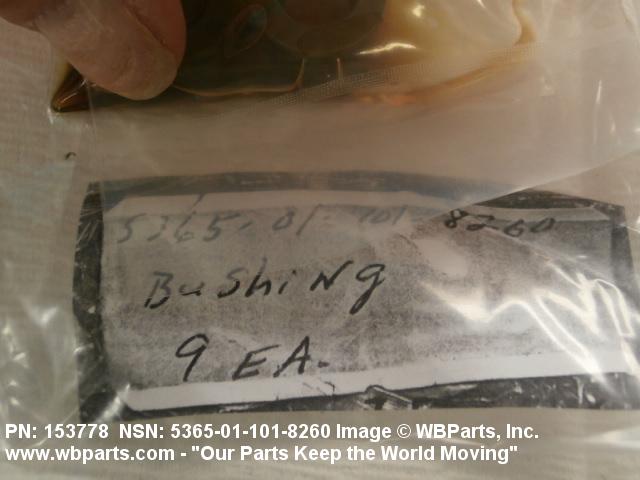 5365-01-101-8260
Bushing
9 EA.
PN: 153778 NSN: 5365-01-101-8260 Image © WBParts, Inc.
www.wbparts.com - "Our Parts Keep the World Moving"